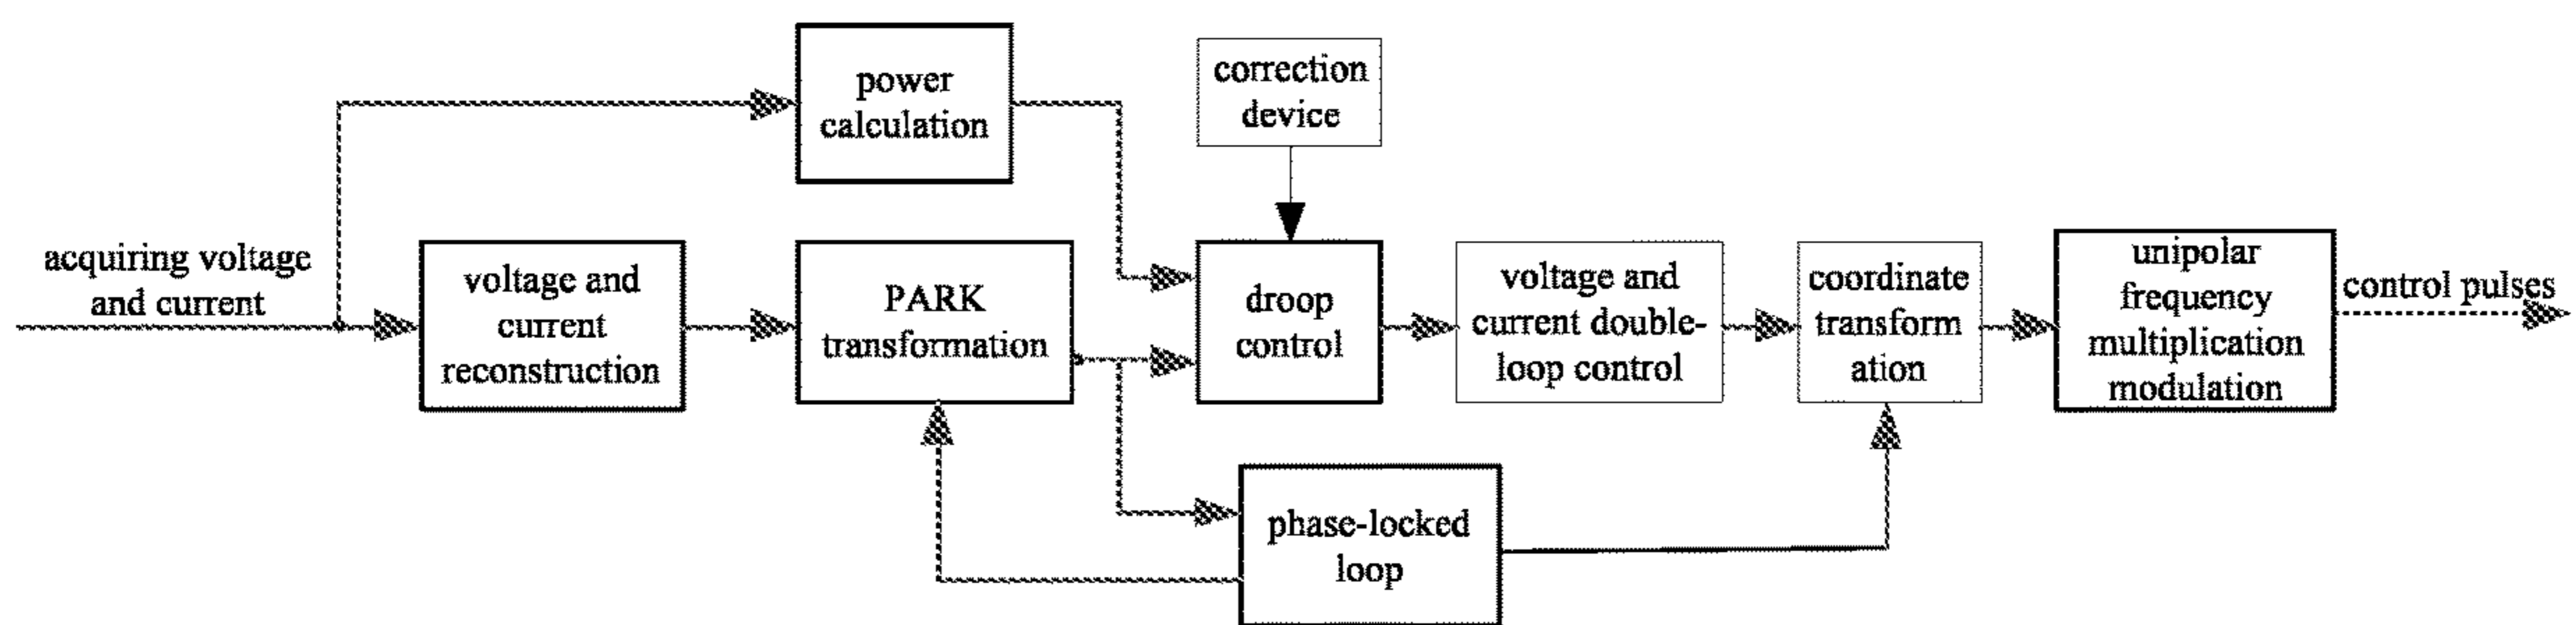 power
calculation
correction
device
acquiring voltage
and current
voltage and
current
reconstruction
PARK
transformation
droop
control
voltage and
current double-
loop control
coordinate
transform
ation
unipolar
frequency
multiplication
modulation
control pulses
phase-locked
loop